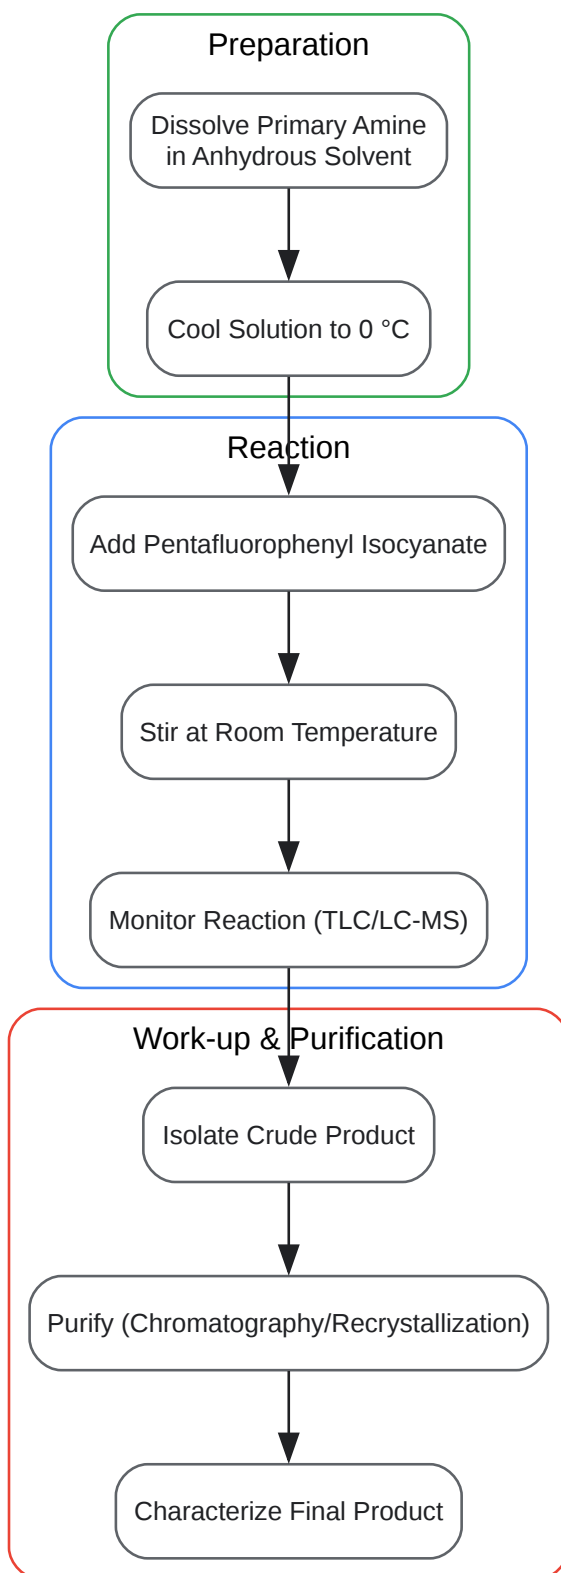 Preparation
Dissolve Primary Amine
in Anhydrous Solvent
Cool Solution to 0 °C
Reaction
Add Pentafluorophenyl Isocyanate
Stir at Room Temperature
Monitor Reaction (TLC/LC-MS)
Work-up & Purification
Isolate Crude Product
Purify (Chromatography/Recrystallization)
Characterize Final Product